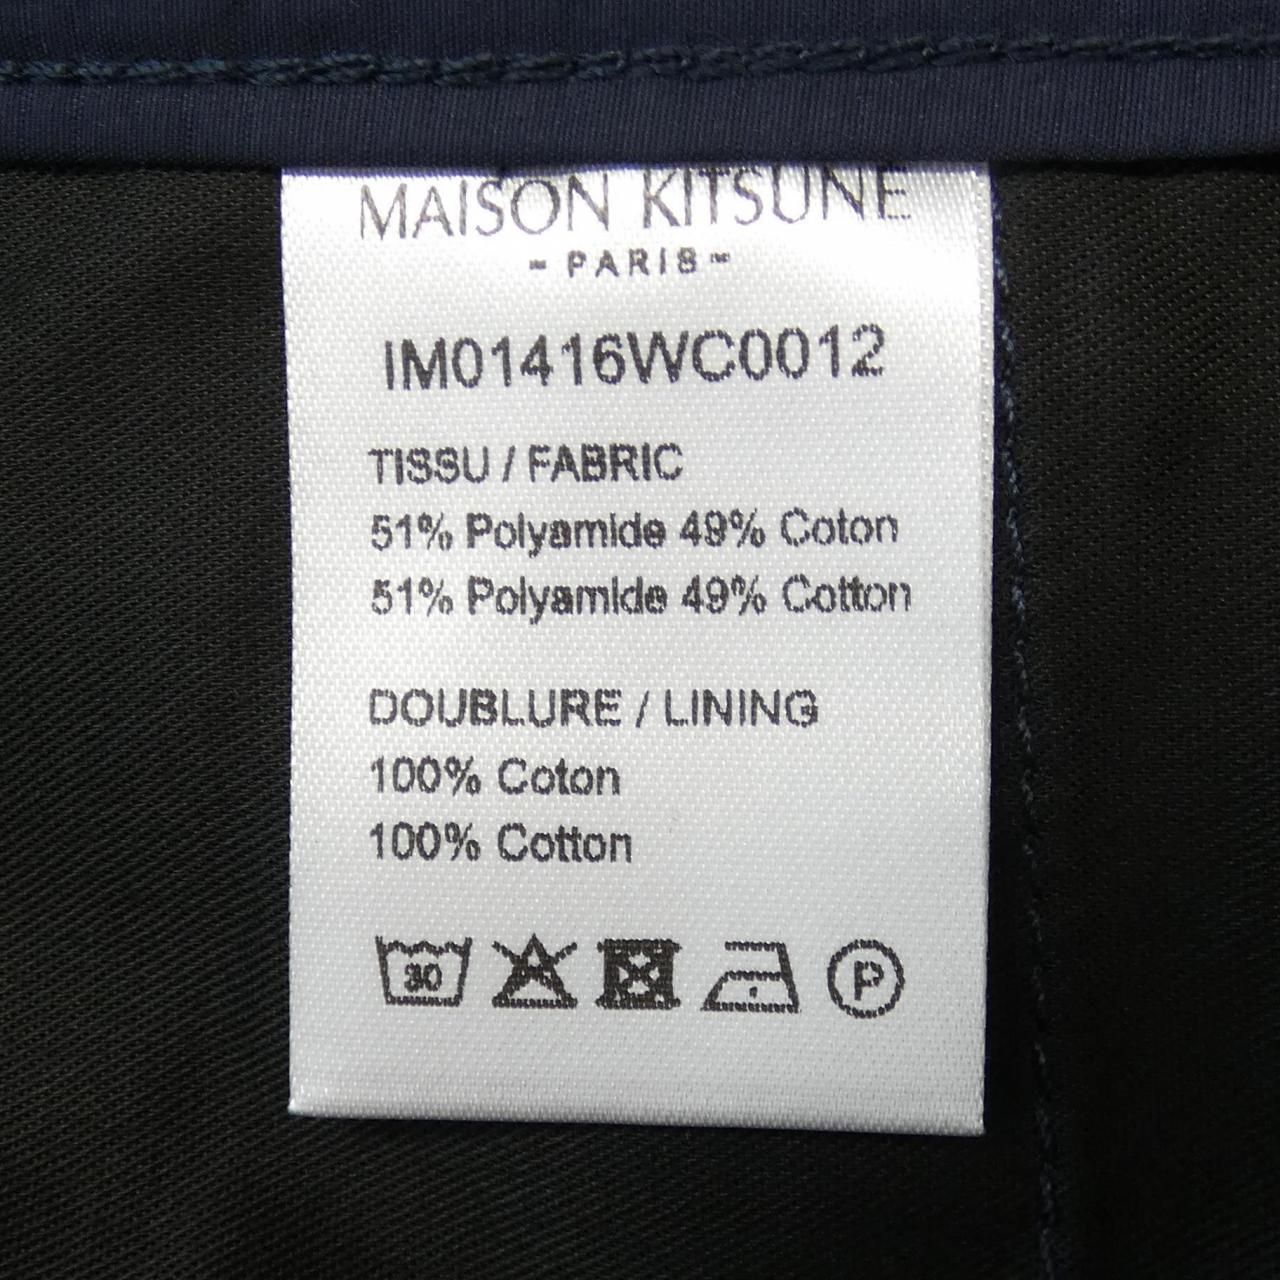 MAISON KITSUNÉ
- PARIS -
IM01416WC0012
TISSU / FABRIC
51% Polyamide 49% Coton
51% Polyamide 49% Cotton
DOUBLURE / LINING
100% Coton
100% Cotton
30 P